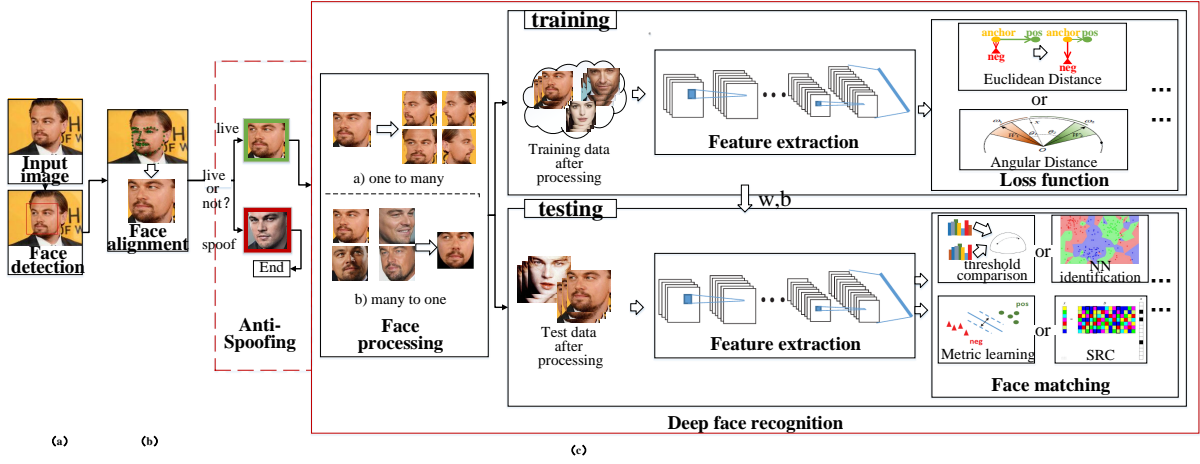 Input
image
Face
detection
Face
alignment
live
live
or
not?
spoof
End
Anti-
Spoofing
a) one to many
b) many to one
Face
processing
training
Training data
after
processing
Feature extraction
anchor
pos
neg
anchor
pos
neg
Euclidean Distance
or
Angular Distance
Loss function
w,b
testing
Test data
after
processing
Feature extraction
threshold
comparison
or
NN
identification
pos
neg
Metric learning
or
SRC
Face matching
Deep face recognition
(a)
(b)
(c)
...
...
...
...